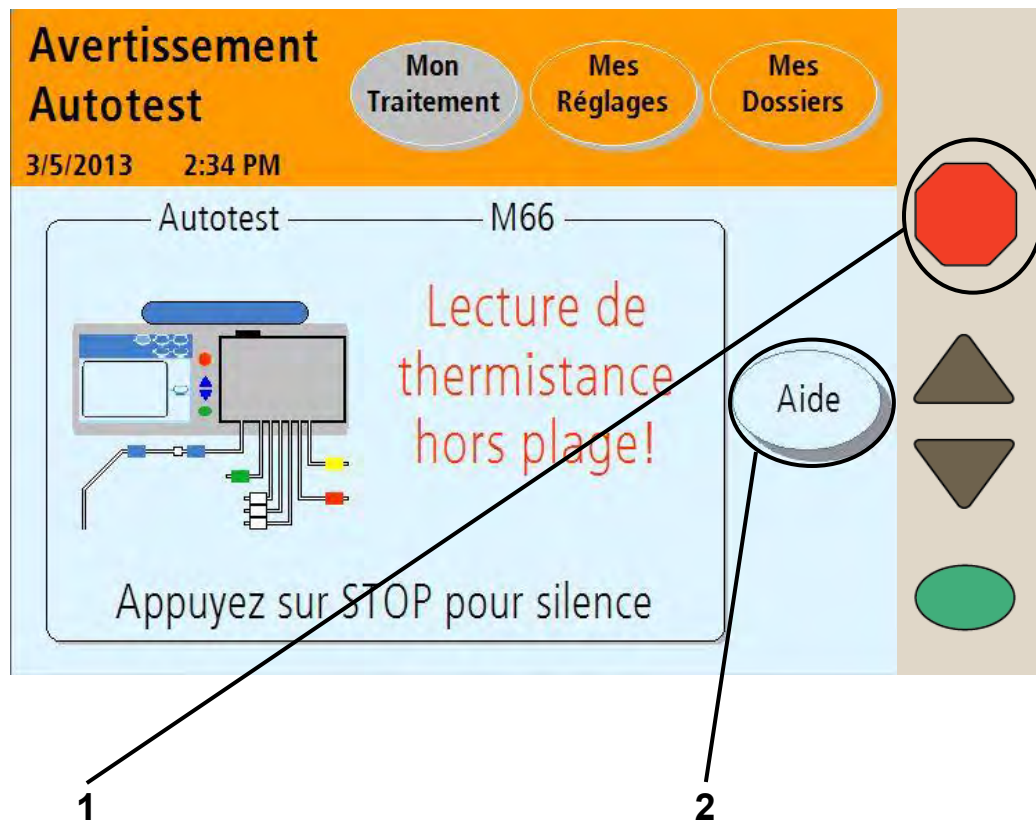 Avertissement
Autotest
3/5/2013 2:34 PM
Mon
Traitement
Mes
Réglages
Mes
Dossiers
Autotest M66
Lecture de
thermistance
hors plage!
Aide
Appuyez sur STOP pour silence
1 2